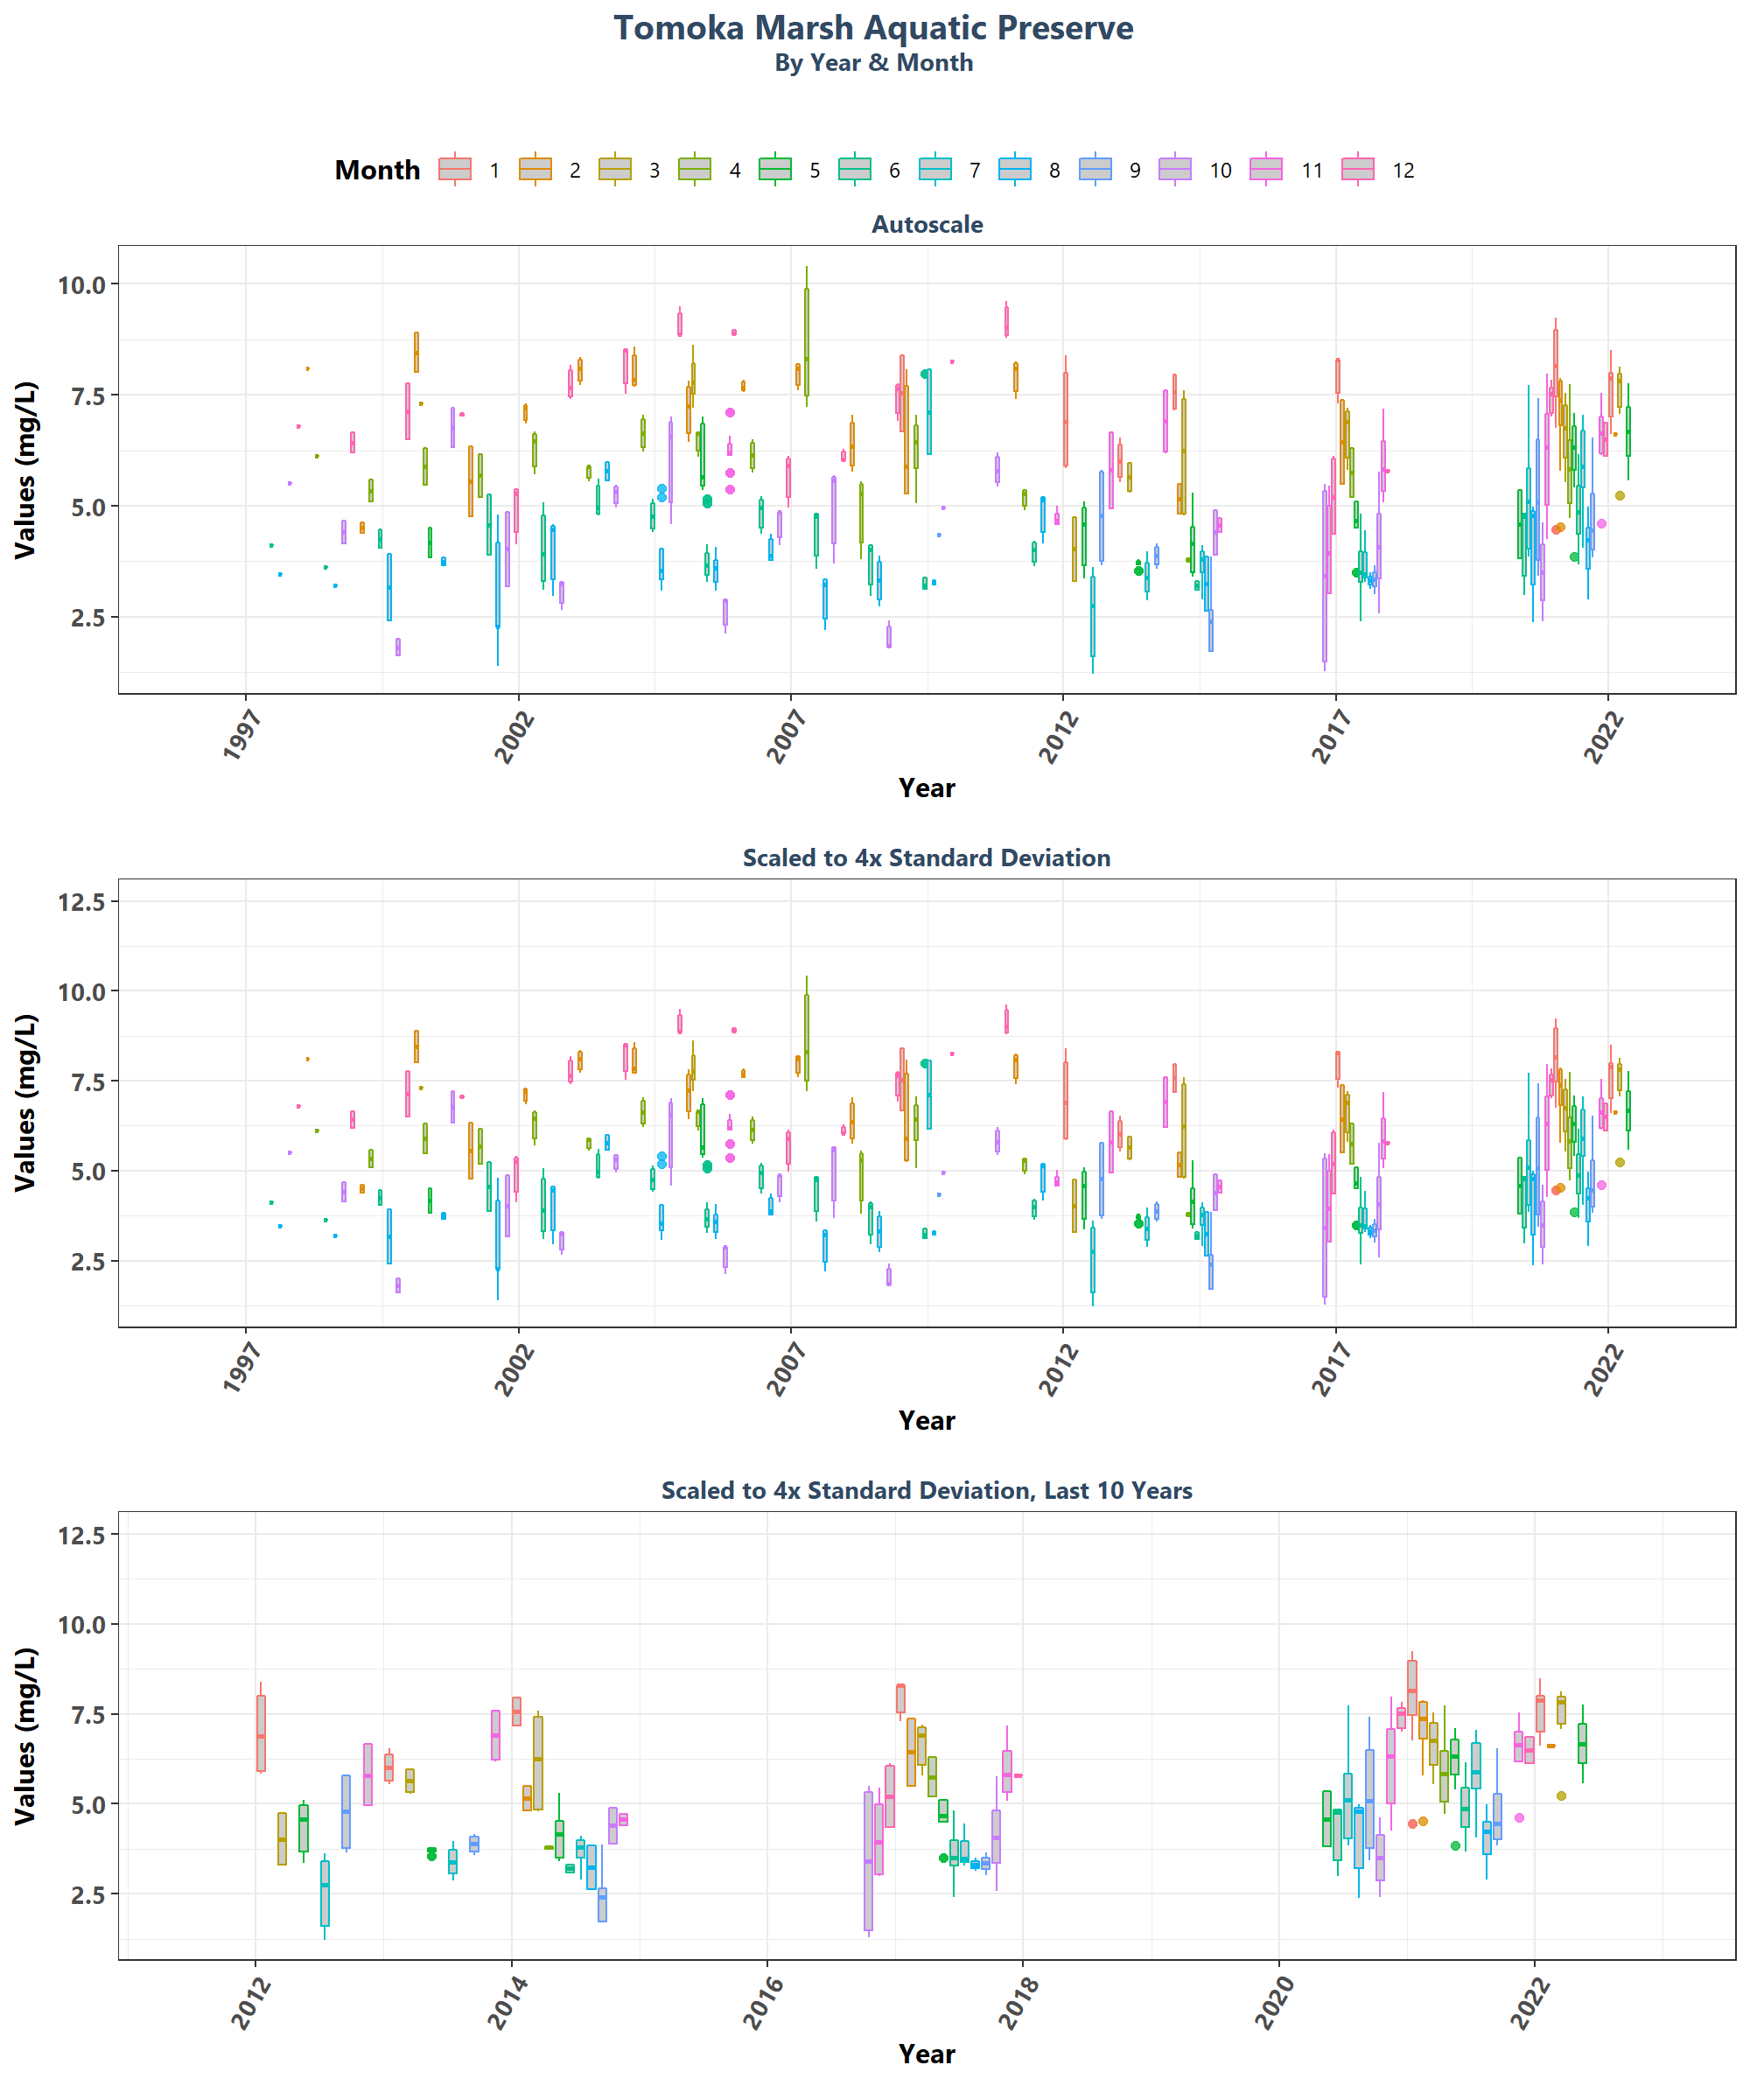 Tomoka Marsh Aquatic Preserve
By Year & Month
Month 1 2 3 4 5 6 7 8 9 10 11 12
Autoscale
Values (mg/L)
10.0
7.5
5.0
2.5
1997 2002 2007 2012 2017 2022
Year
Scaled to 4x Standard Deviation
Values (mg/L)
12.5
10.0
7.5
5.0
2.5
1997 2002 2007 2012 2017 2022
Year
Scaled to 4x Standard Deviation, Last 10 Years
Values (mg/L)
12.5
10.0
7.5
5.0
2.5
2012 2014 2016 2018 2020 2022
Year